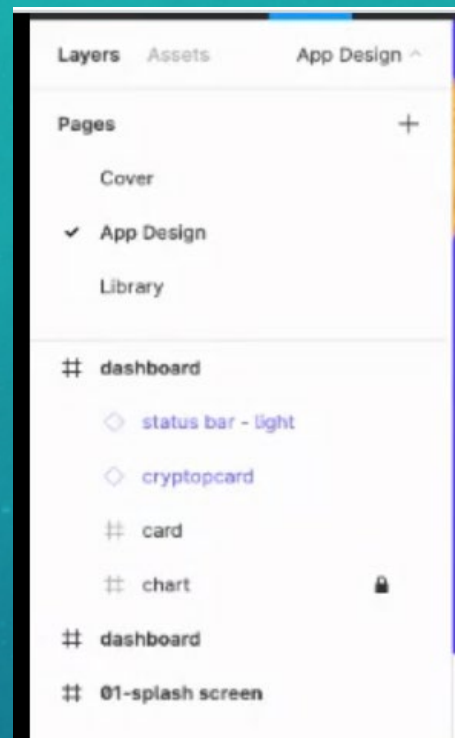 Layers Assets App Design
Pages
Cover
App Design
Library
dashboard
status bar - light
cryptopcard
card
chart
dashboard
01-splash screen